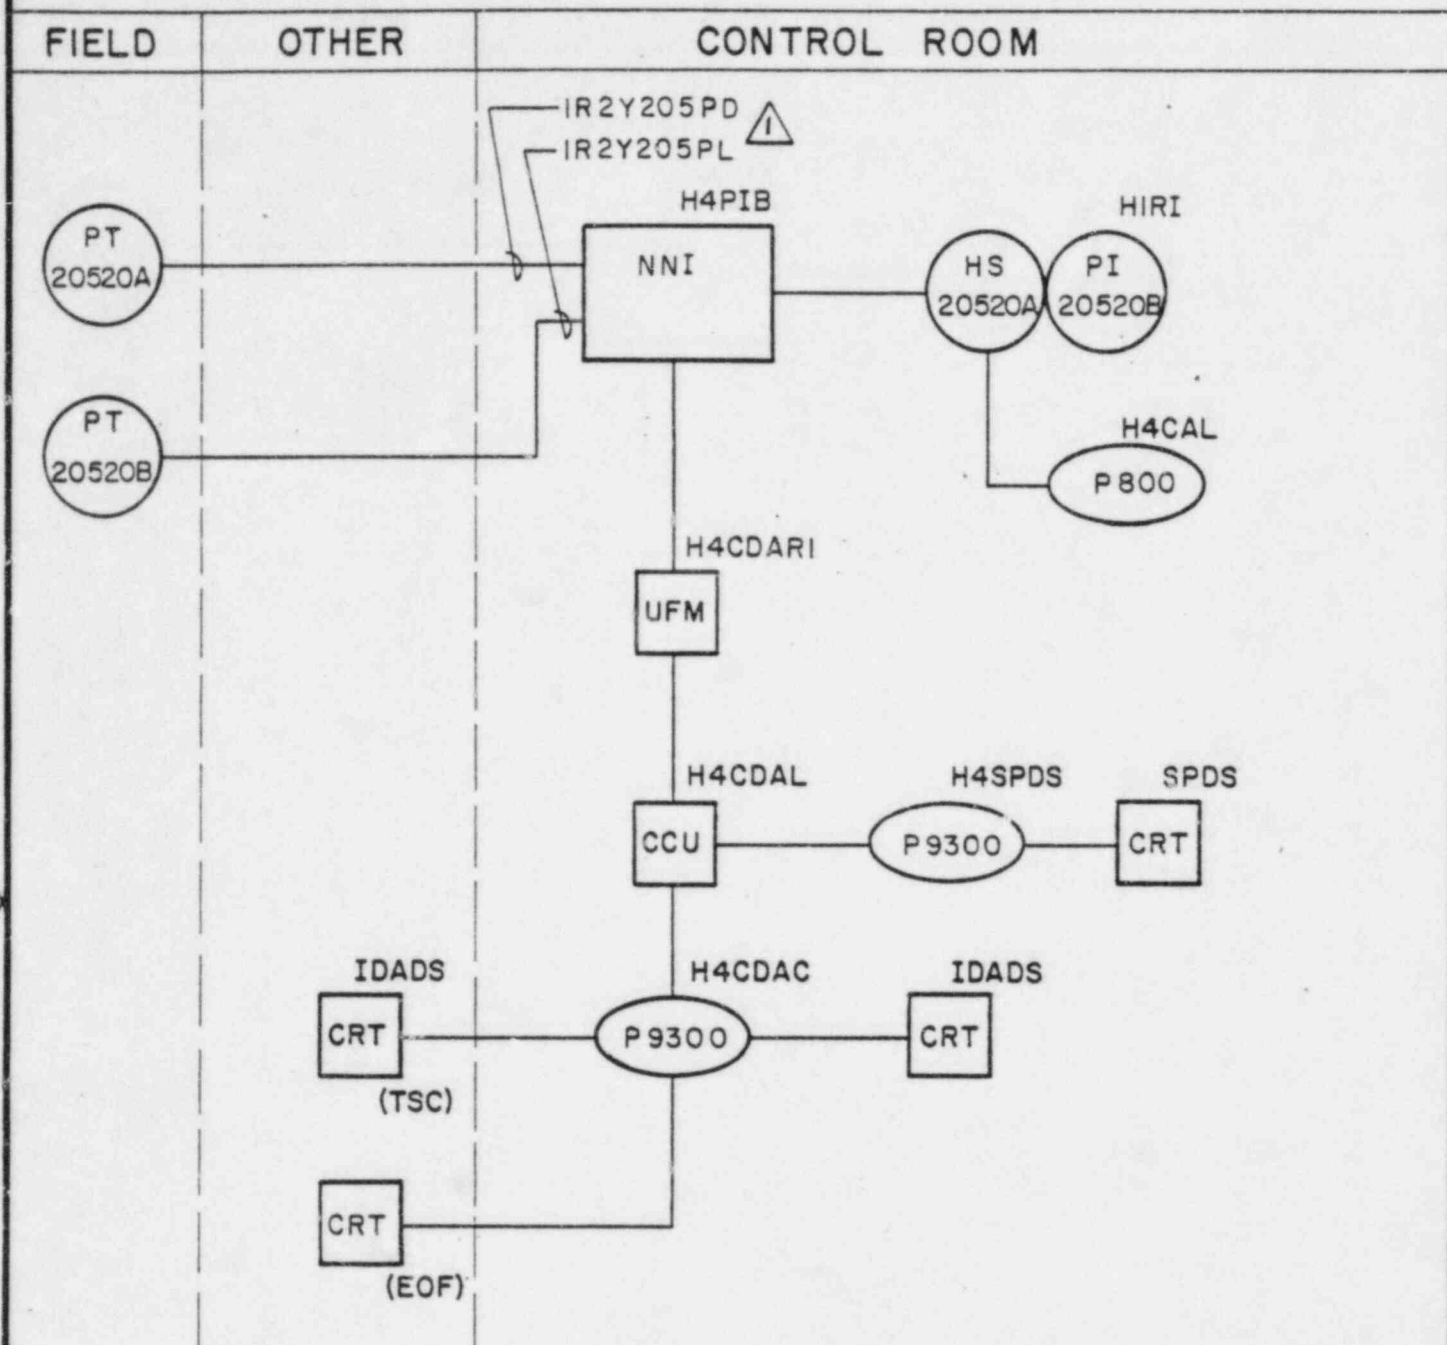 FIELD OTHER CONTROL ROOM
IR2Y205PD
1
IR2Y205PL
H4PIB
HIRI
PT
20520A
NNI
HS
20520A
PI
20520B
PT
20520B
H4CAL
P800
H4CDARI
UFM
H4CDAL
H4SPDS
SPDS
CCU
P9300
CRT
IDADS
H4CDAC
IDADS
CRT
P9300
CRT
(TSC)
CRT
(EOF)